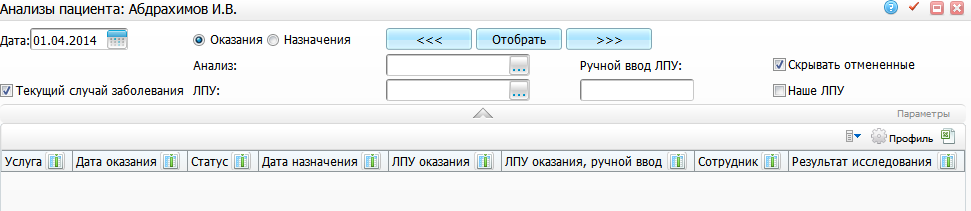 Анализы пациента: Абдрахимов И.В.
Дата: 01.04.2014 Оказания Назначения <<< Отобрать >>>
Анализ: ... Ручной ввод ЛПУ: Скрывать отмененные
Текущий случай заболевания ЛПУ: ... Наше ЛПУ
Параметры
Профиль
Услуга Дата оказания Статус Дата назначения ЛПУ оказания ЛПУ оказания, ручной ввод Сотрудник Результат исследования